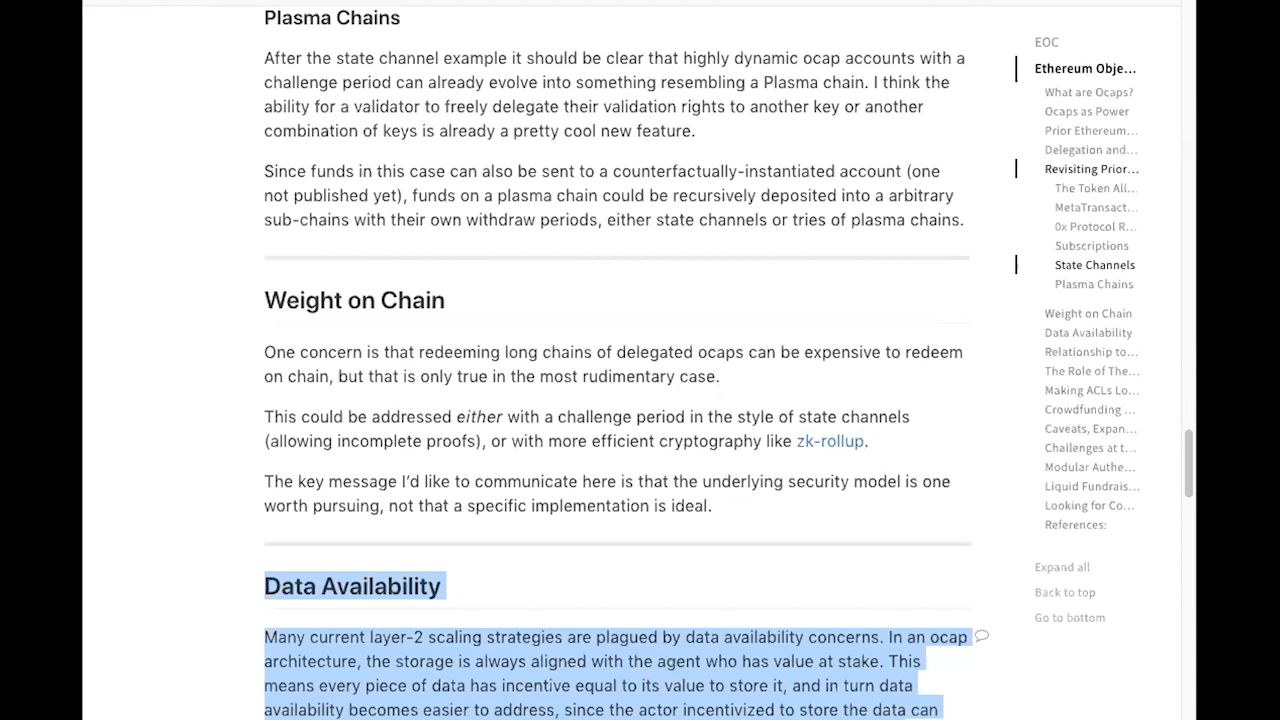 Plasma Chains
After the state channel example it should be clear that highly dynamic ocap accounts with a
challenge period can already evolve into something resembling a Plasma chain. I think the
ability for a validator to freely delegate their validation rights to another key or another
combination of keys is already a pretty cool new feature.
Since funds in this case can also be sent to a counterfactually-instantiated account (one
not published yet), funds on a plasma chain could be recursively deposited into a arbitrary
sub-chains with their own withdraw periods, either state channels or tries of plasma chains.
Weight on Chain
One concern is that redeeming long chains of delegated ocaps can be expensive to redeem
on chain, but that is only true in the most rudimentary case.
This could be addressed either with a challenge period in the style of state channels
(allowing incomplete proofs), or with more efficient cryptography like zk-rollup.
The key message I'd like to communicate here is that the underlying security model is one
worth pursuing, not that a specific implementation is ideal.
Data Availability
Many current layer-2 scaling strategies are plagued by data availability concerns. In an ocap
architecture, the storage is always aligned with the agent who has value at stake. This
means every piece of data has incentive equal to its value to store it, and in turn data
availability becomes easier to address, since the actor incentivized to store the data can
EOC
Ethereum Obje...
What are Ocaps?
Ocaps as Power
Prior Ethereum...
Delegation and...
Revisiting Prior...
The Token All...
MetaTransact...
0x Protocol R...
Subscriptions
State Channels
Plasma Chains
Weight on Chain
Data Availability
Relationship to...
The Role of The...
Making ACLs Lo...
Crowdfunding ...
Caveats, Expan...
Challenges at t...
Modular Authe...
Liquid Fundrais...
Looking for Co...
References:
Expand all
Back to top
Go to bottom